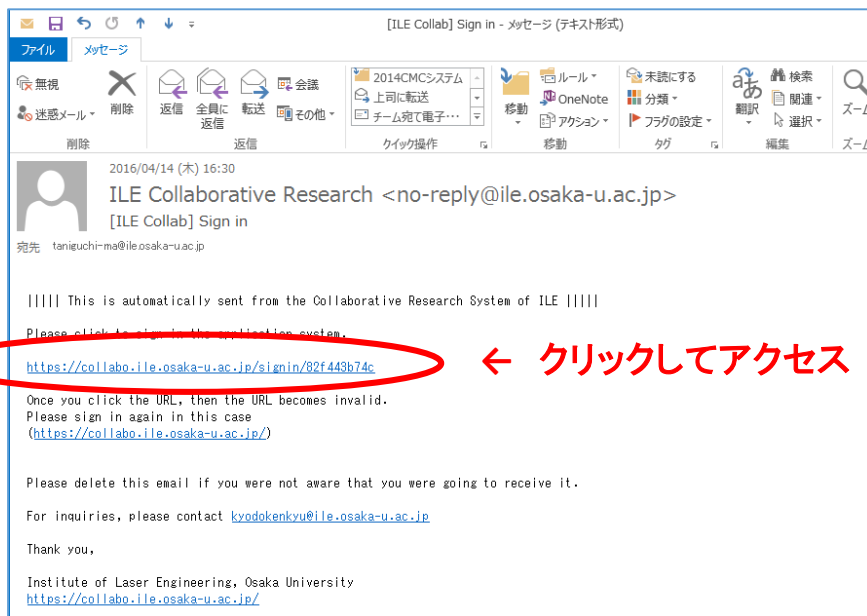 [ILE Collab] Sign in - メッセージ (テキスト形式)
ファイル メッセージ
無視
迷惑メール
削除
返信
全員に
返信
転送
会議
その他
2014CMCシステム
上司に転送
チーム宛て電子…
移動
ルール
OneNote
アクション
未読にする
分類
フラグの設定
翻訳
検索
関連
選択
ズーム
削除 返信 クイック操作 移動 タグ 編集 ズーム
2016/04/14 (木) 16:30
ILE Collaborative Research <no-reply@ile.osaka-u.ac.jp>
[ILE Collab] Sign in
宛先 taniguchi-ma@ile.osaka-u.ac.jp
||||| This is automatically sent from the Collaborative Research System of ILE |||||
Please click to sign in the application system.
https://collabo.ile.osaka-u.ac.jp/signin/82f443b74c
← クリックしてアクセス
Once you click the URL, then the URL becomes invalid.
Please sign in again in this case
(https://collabo.ile.osaka-u.ac.jp/)
Please delete this email if you were not aware that you were going to receive it.
For inquiries, please contact kyodokenkyu@ile.osaka-u.ac.jp
Thank you,
Institute of Laser Engineering, Osaka University
https://collabo.ile.osaka-u.ac.jp/